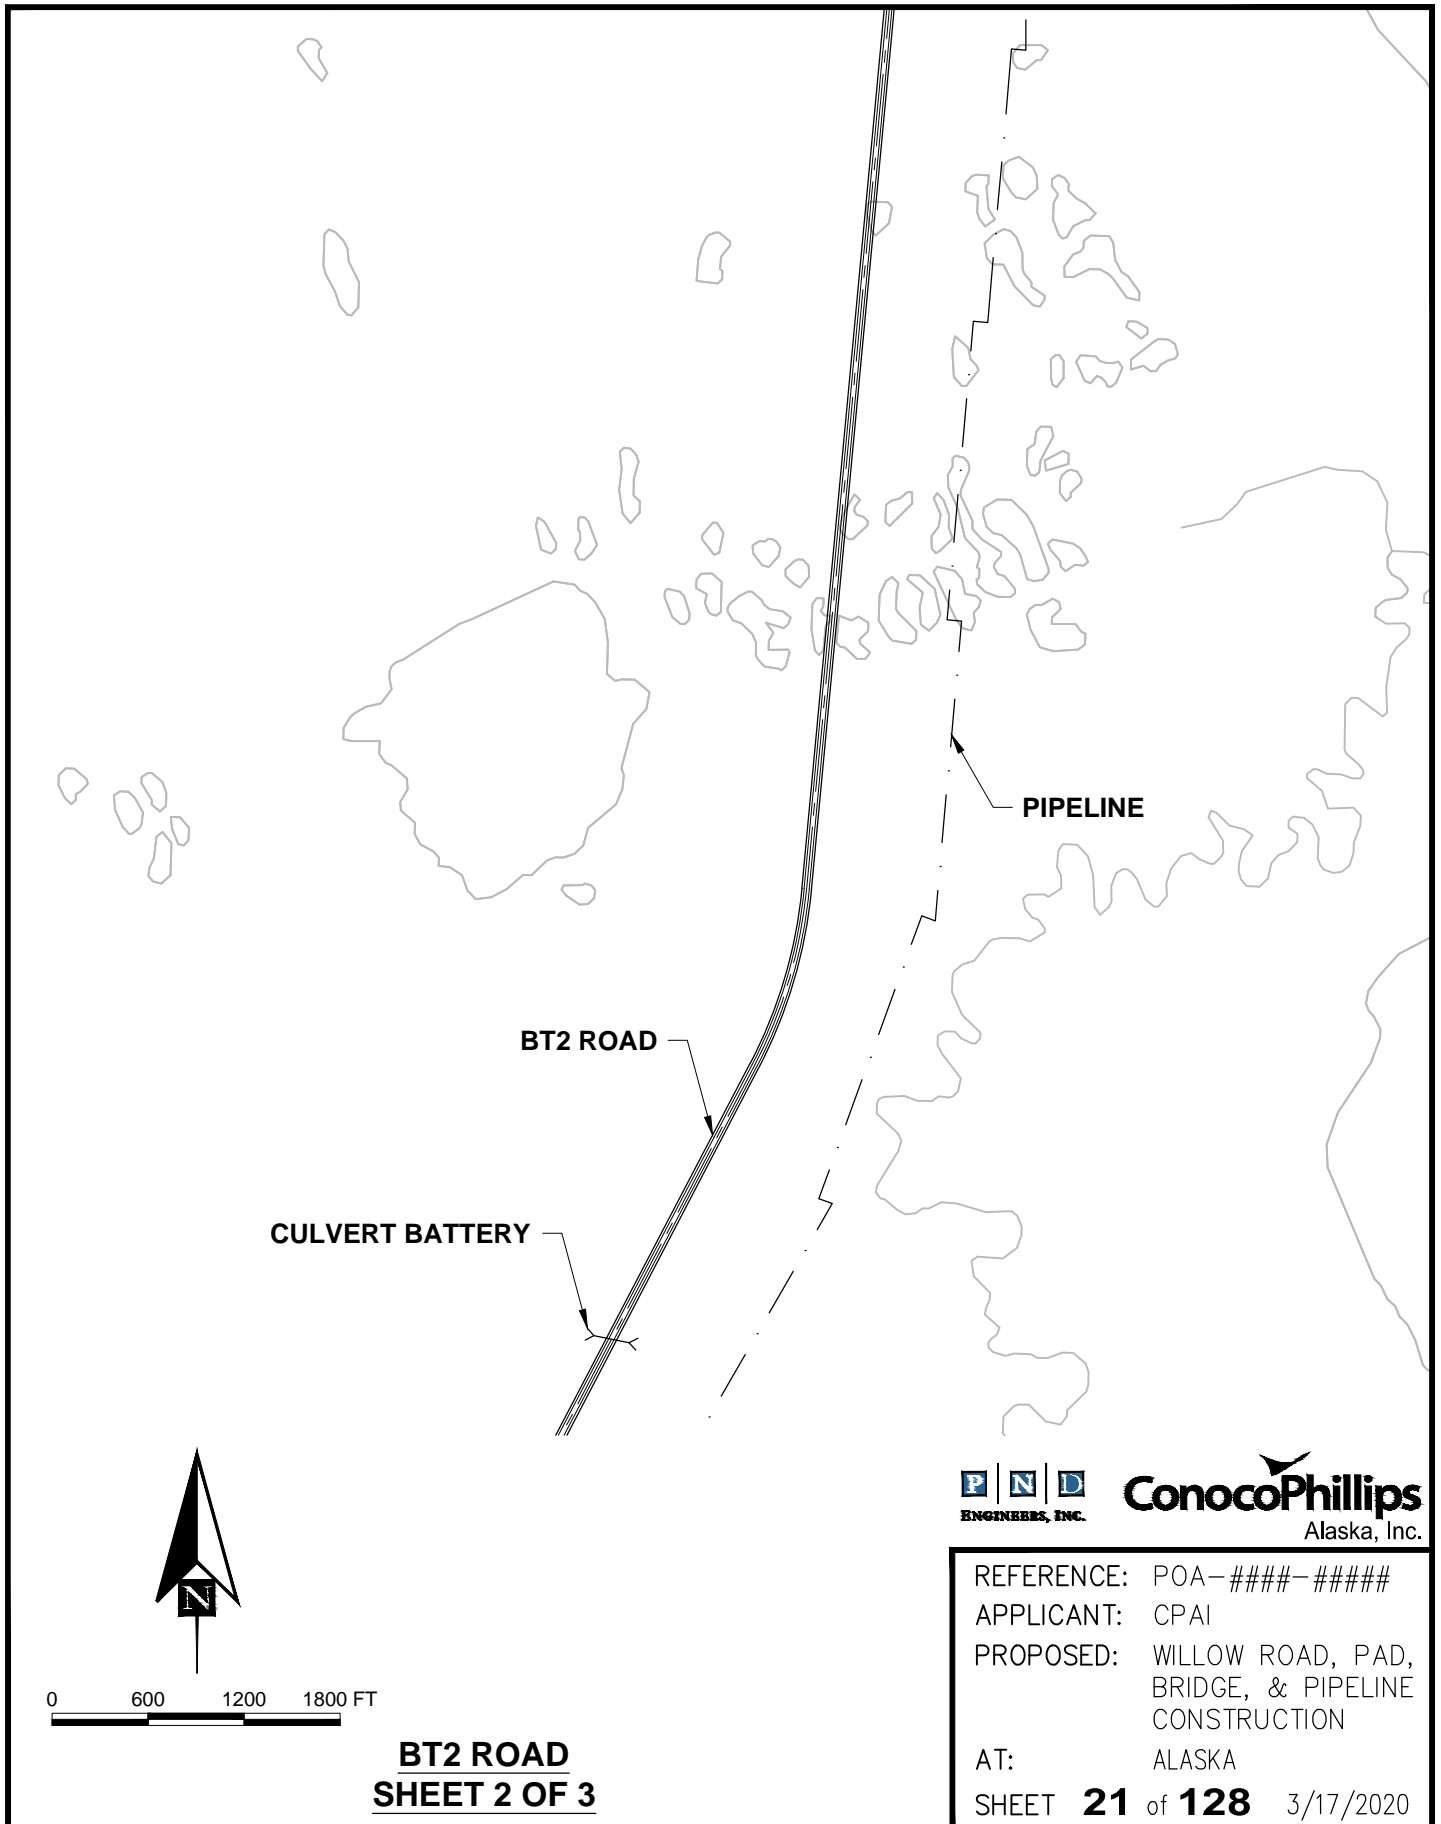 PIPELINE
BT2 ROAD
CULVERT BATTERY
N
0 600 1200 1800 FT
BT2 ROAD
SHEET 2 OF 3
P N D
ENGINEERS, INC.
ConocoPhillips
Alaska, Inc.
REFERENCE: POA-####-#####
APPLICANT: CPAI
PROPOSED: WILLOW ROAD, PAD,
BRIDGE, & PIPELINE
CONSTRUCTION
AT: ALASKA
SHEET 21 of 128 3/17/2020